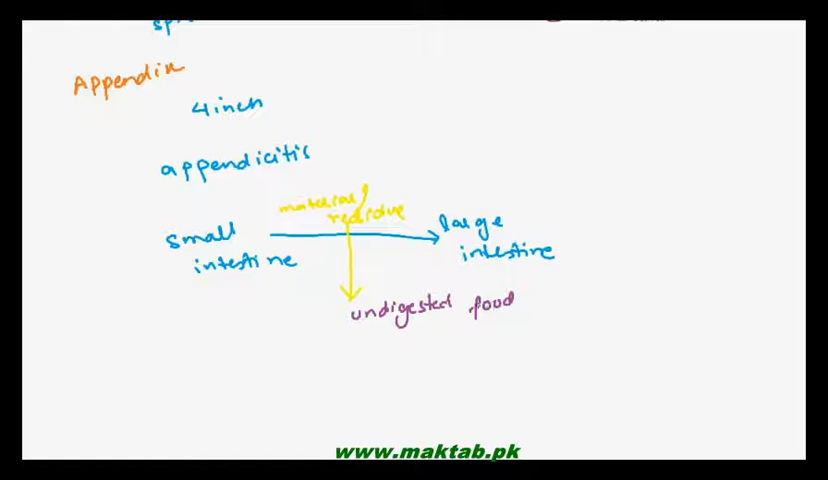 Appendix
4 inch
appendicitis
material /
residue
small
intestine
large
intestine
undigested food
www.maktab.pk